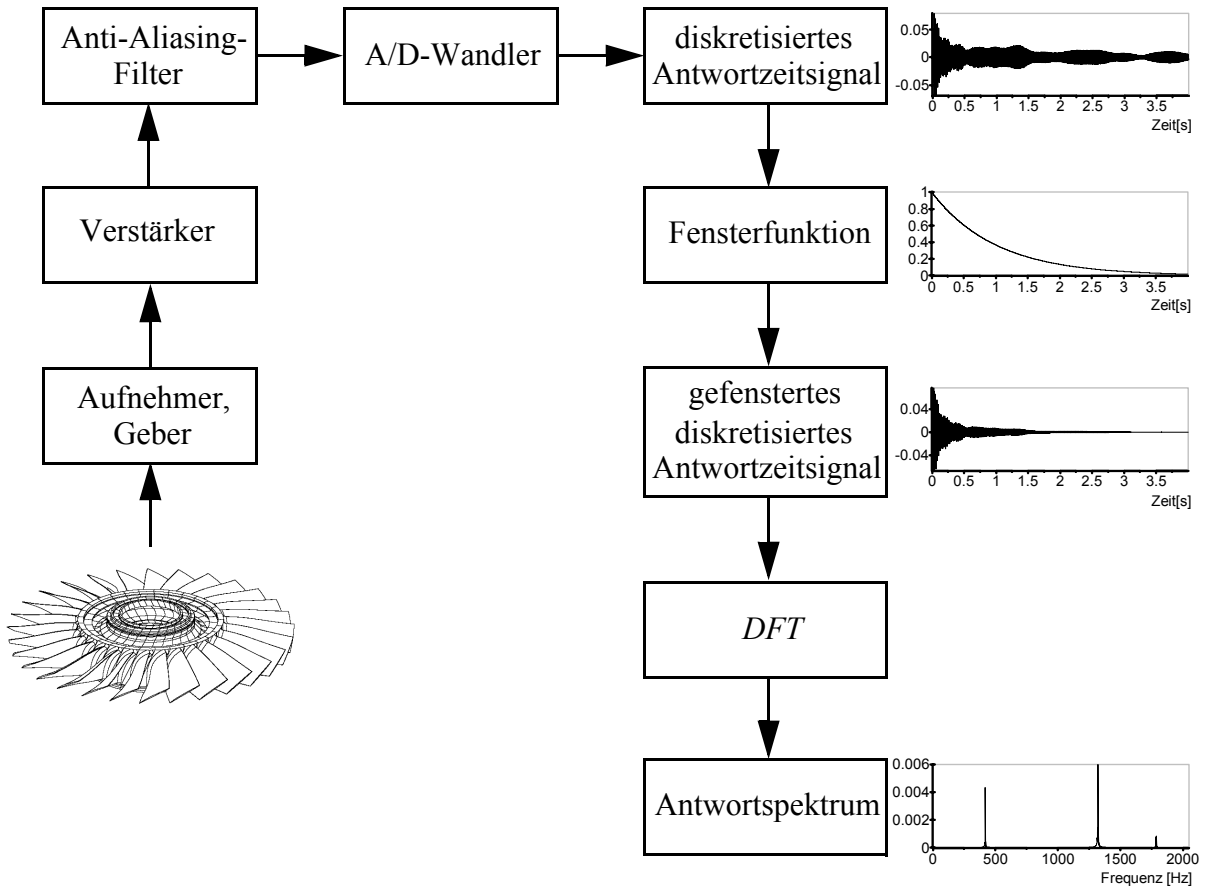 Anti-Aliasing-
Filter
A/D-Wandler
diskretisiertes
Antwortzeitsignal
0.05
0
-0.05
0 0.5 1 1.5 2 2.5 3 3.5
Zeit[s]
Verstärker
Fensterfunktion
1
0.8
0.6
0.4
0.2
0
0 0.5 1 1.5 2 2.5 3 3.5
Zeit[s]
Aufnehmer,
Geber
gefenstertes
diskretisiertes
Antwortzeitsignal
0.04
0
-0.04
0 0.5 1 1.5 2 2.5 3 3.5
Zeit[s]
DFT
Antwortspektrum
0.006
0.004
0.002
0
0 500 1000 1500 2000
Frequenz [Hz]